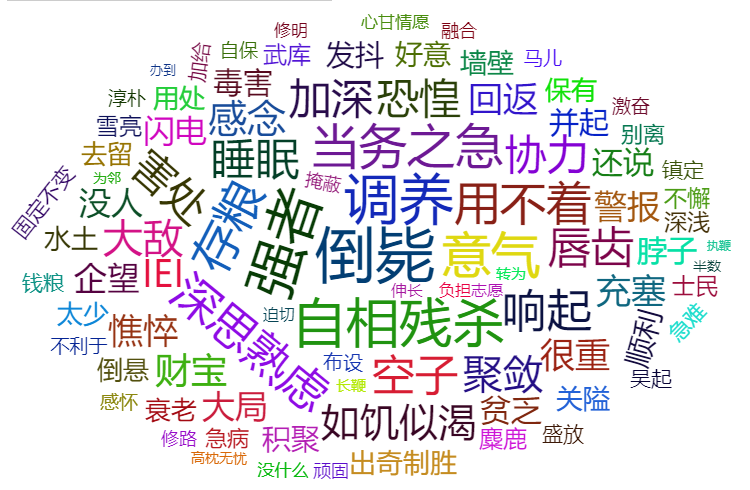 心甘情愿
修明
融合
自保
武库
发抖
好意
墙壁
马儿
办到
加给
毒害
加深
恐惶
回返
保有
淳朴
用处
感念
激奋
雪亮
闪电
当务之急
并起
别离
去留
害处
睡眠
协力
还说
镇定
为邻
掩蔽
固定不变
没人
存粮
强者
调养
用不着
警报
不懈
深浅
水土
大敌
倒毙
意气
唇齿
脖子
执鞭
钱粮
企望
IEI
深思熟虑
转为
半数
伸长
负担
志愿
充塞
士民
太少
憔悴
迫切
自相残杀
响起
顺利
急难
不利于
倒悬
财宝
布设
空子
聚敛
很重
吴起
长鞭
感怀
衰老
大局
如饥似渴
贫乏
关隘
修路
急病
积聚
麋鹿
盛放
高枕无忧
没什么
顽固
出奇制胜